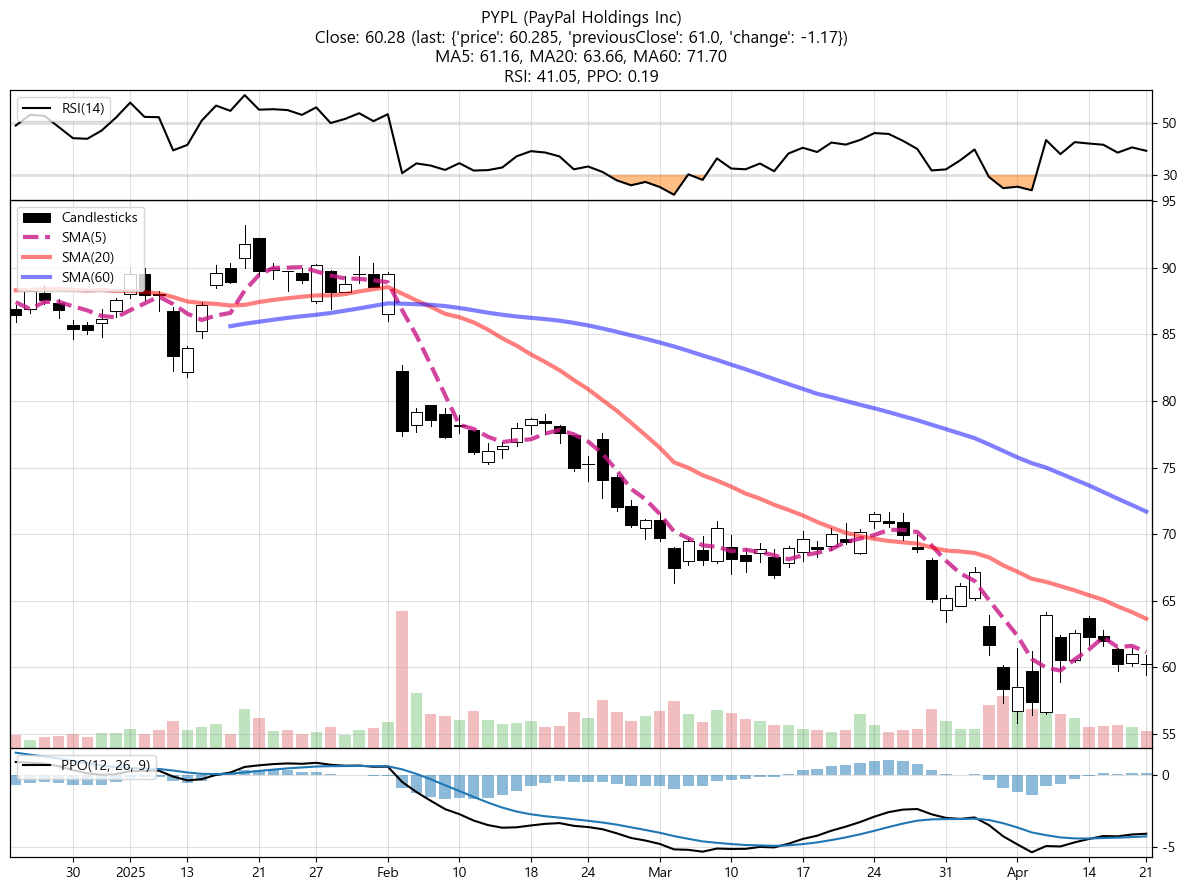 PYPL (PayPal Holdings Inc)
Close: 60.28 (last: {'price': 60.285, 'previousClose': 61.0, 'change': -1.17})
MA5: 61.16, MA20: 63.66, MA60: 71.70
RSI: 41.05, PPO: 0.19
RSI(14)
50
30
95
Candlesticks
SMA(5)
SMA(20)
SMA(60)
90
85
80
75
70
65
60
55
PPO(12, 26, 9)
0
-5
30 2025 13 21 27 Feb 10 18 24 Mar 10 17 24 31 Apr 14 21